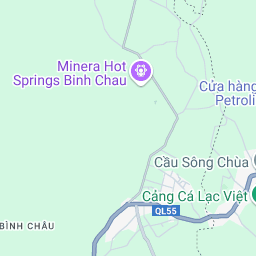 Minera Hot
Springs Binh Chau
Cửa hàng
Petroli
Cầu Sông Chùa
Cảng Cá Lạc Việt
QL55
BÌNH CHÂU